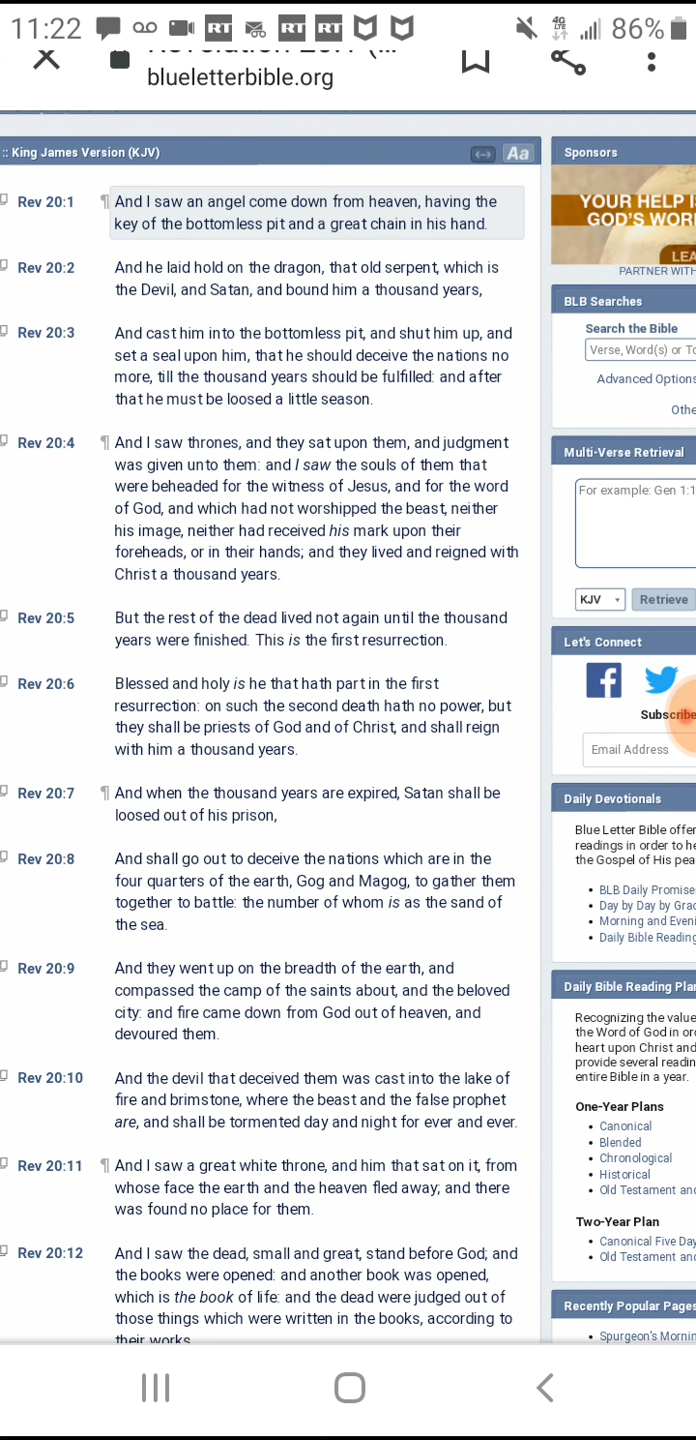 11:22 RT RT RT 4G LTE 86%
blueletterbible.org
:: King James Version (KJV) Aa
Rev 20:1 ¶ And I saw an angel come down from heaven, having the
key of the bottomless pit and a great chain in his hand.
Rev 20:2 And he laid hold on the dragon, that old serpent, which is
the Devil, and Satan, and bound him a thousand years,
Rev 20:3 And cast him into the bottomless pit, and shut him up, and
set a seal upon him, that he should deceive the nations no
more, till the thousand years should be fulfilled: and after
that he must be loosed a little season.
Rev 20:4 ¶ And I saw thrones, and they sat upon them, and judgment
was given unto them: and I saw the souls of them that
were beheaded for the witness of Jesus, and for the word
of God, and which had not worshipped the beast, neither
his image, neither had received his mark upon their
foreheads, or in their hands; and they lived and reigned with
Christ a thousand years.
Rev 20:5 But the rest of the dead lived not again until the thousand
years were finished. This is the first resurrection.
Rev 20:6 Blessed and holy is he that hath part in the first
resurrection: on such the second death hath no power, but
they shall be priests of God and of Christ, and shall reign
with him a thousand years.
Rev 20:7 ¶ And when the thousand years are expired, Satan shall be
loosed out of his prison,
Rev 20:8 And shall go out to deceive the nations which are in the
four quarters of the earth, Gog and Magog, to gather them
together to battle: the number of whom is as the sand of
the sea.
Rev 20:9 And they went up on the breadth of the earth, and
compassed the camp of the saints about, and the beloved
city: and fire came down from God out of heaven, and
devoured them.
Rev 20:10 And the devil that deceived them was cast into the lake of
fire and brimstone, where the beast and the false prophet
are, and shall be tormented day and night for ever and ever.
Rev 20:11 ¶ And I saw a great white throne, and him that sat on it, from
whose face the earth and the heaven fled away; and there
was found no place for them.
Rev 20:12 And I saw the dead, small and great, stand before God; and
the books were opened: and another book was opened,
which is the book of life: and the dead were judged out of
those things which were written in the books, according to
their works
Sponsors
YOUR HELP I
GOD'S WOR
LEA
PARTNER WITH
BLB Searches
Search the Bible
Verse, Word(s) or To
Advanced Options
Othe
Multi-Verse Retrieval
For example: Gen 1:1
KJV Retrieve
Let's Connect
Subscribe
Email Address
Daily Devotionals
Blue Letter Bible offer
readings in order to he
the Gospel of His pea
• BLB Daily Promise
• Day by Day by Grac
• Morning and Eveni
• Daily Bible Reading
Daily Bible Reading Plan
Recognizing the value
the Word of God in ord
heart upon Christ and
provide several readin
entire Bible in a year.
One-Year Plans
• Canonical
• Blended
• Chronological
• Historical
• Old Testament and
Two-Year Plan
• Canonical Five Day
• Old Testament and
Recently Popular Pages
• Spurgeon's Mornin